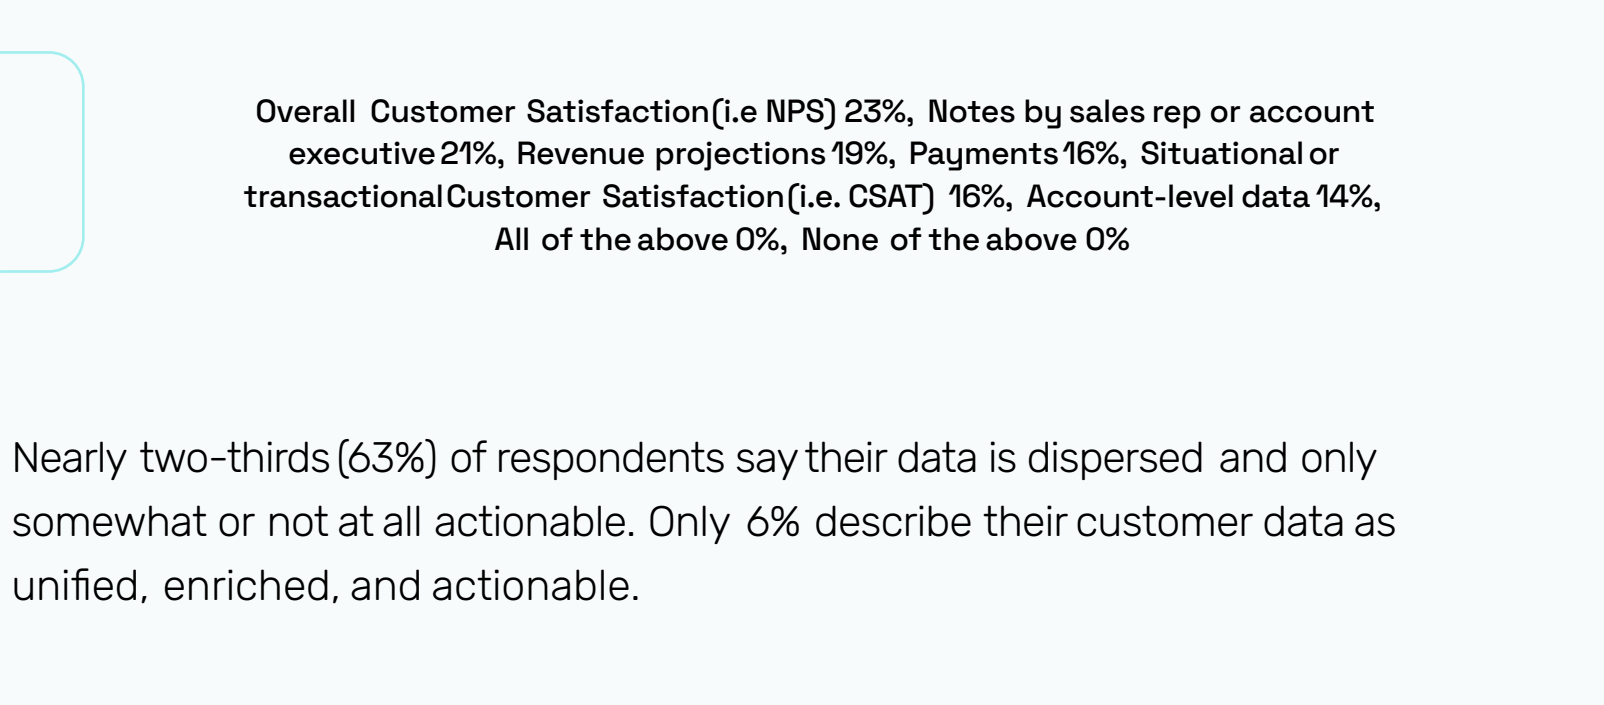 Overall Customer Satisfaction (i.e NPS) 23%, Notes by sales rep or account
executive 21%, Revenue projections 19%, Payments 16%, Situational or
transactional Customer Satisfaction (i.e. CSAT) 16%, Account-level data 14%,
All of the above 0%, None of the above 0%
Nearly two-thirds (63%) of respondents say their data is dispersed and only
somewhat or not at all actionable. Only 6% describe their customer data as
unified, enriched, and actionable.